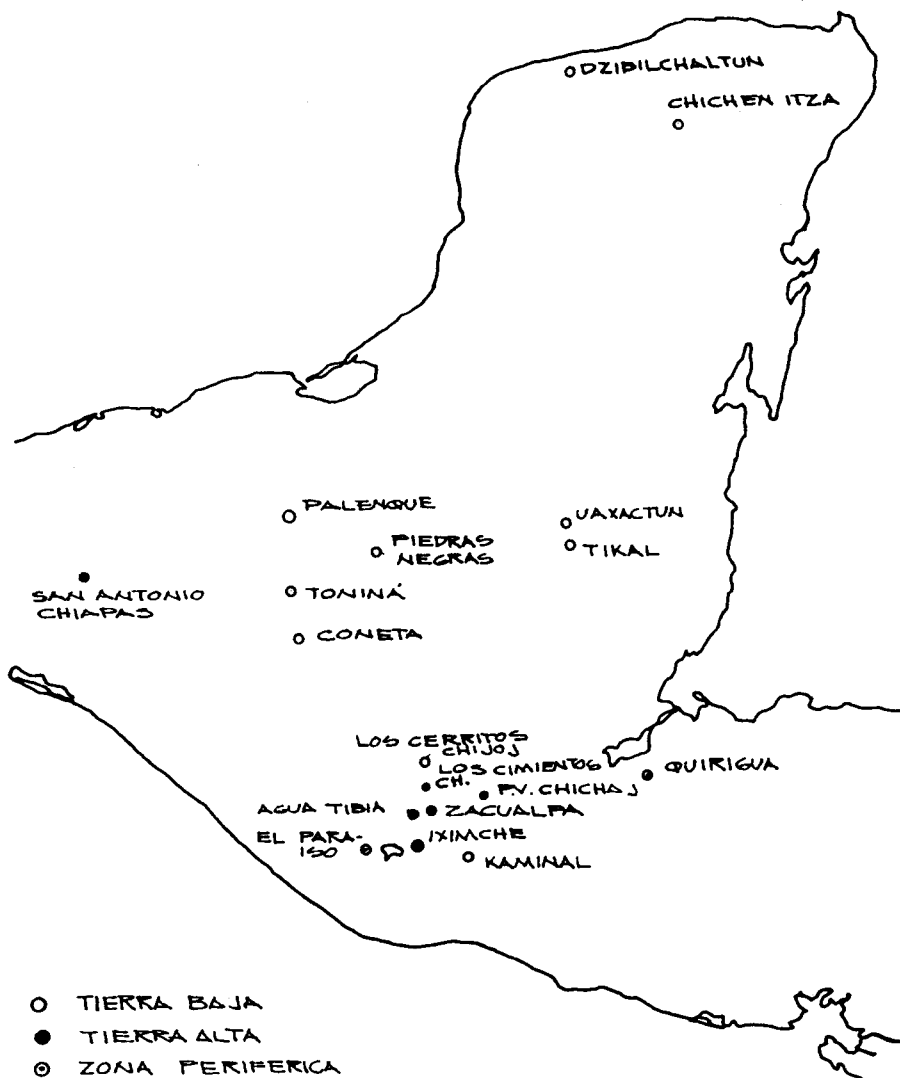 DZIBILCHALTUN
CHICHEN ITZA
PALENQUE
UAXACTUN
PIEDRAS
NEGRAS
TIKAL
SAN ANTONIO
CHIAPAS
TONINÁ
CONETA
LOS CERRITOS
CHIJOJ
LOS CIMIENTOS
CH.
QUIRIGUA
P.V. CHICHAJ
AGUA TIBIA
ZACUALPA
EL PARA-
ISO
IXIMCHE
KAMINAL
TIERRA BAJA
TIERRA ALTA
ZONA PERIFERICA